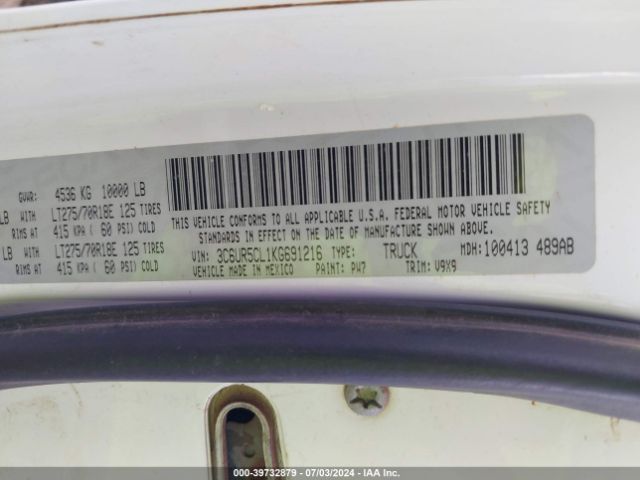 GVWR: 4536 KG 10000 LB
LB WITH LT275/70R18E 125 TIRES
RIMS AT 415 KPA ( 60 PSI) COLD
LB WITH LT275/70R18E 125 TIRES
RIMS AT 415 KPA ( 60 PSI) COLD
THIS VEHICLE CONFORMS TO ALL APPLICABLE U.S.A. FEDERAL MOTOR VEHICLE SAFETY
STANDARDS IN EFFECT ON THE DATE OF MANUFACTURE SHOWN ABOVE.
VIN: 3C6UR5CL1KG691216 TYPE: TRUCK MDH: 100413 489AB
MADE IN MEXICO PAINT: PW7 TRIM: V9X9
000-39732879 - 07/03/2024 - IAA Inc.